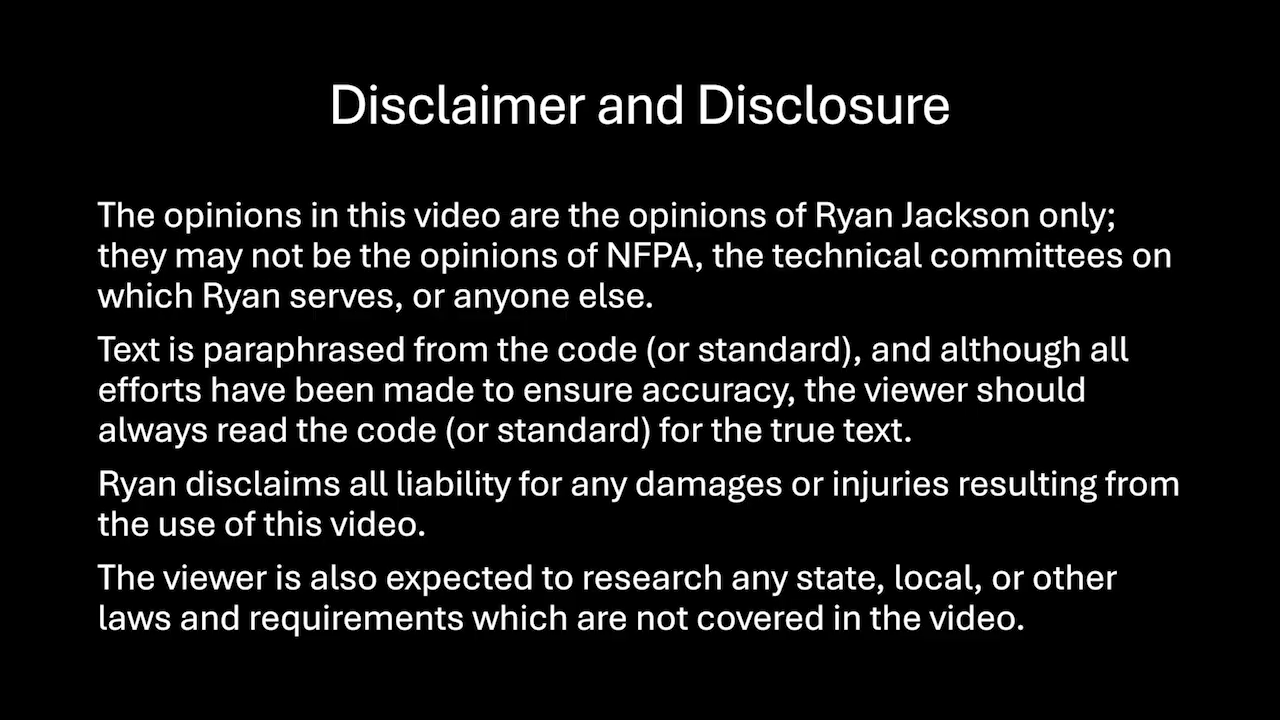 Disclaimer and Disclosure
The opinions in this video are the opinions of Ryan Jackson only;
they may not be the opinions of NFPA, the technical committees on
which Ryan serves, or anyone else.
Text is paraphrased from the code (or standard), and although all
efforts have been made to ensure accuracy, the viewer should
always read the code (or standard) for the true text.
Ryan disclaims all liability for any damages or injuries resulting from
the use of this video.
The viewer is also expected to research any state, local, or other
laws and requirements which are not covered in the video.